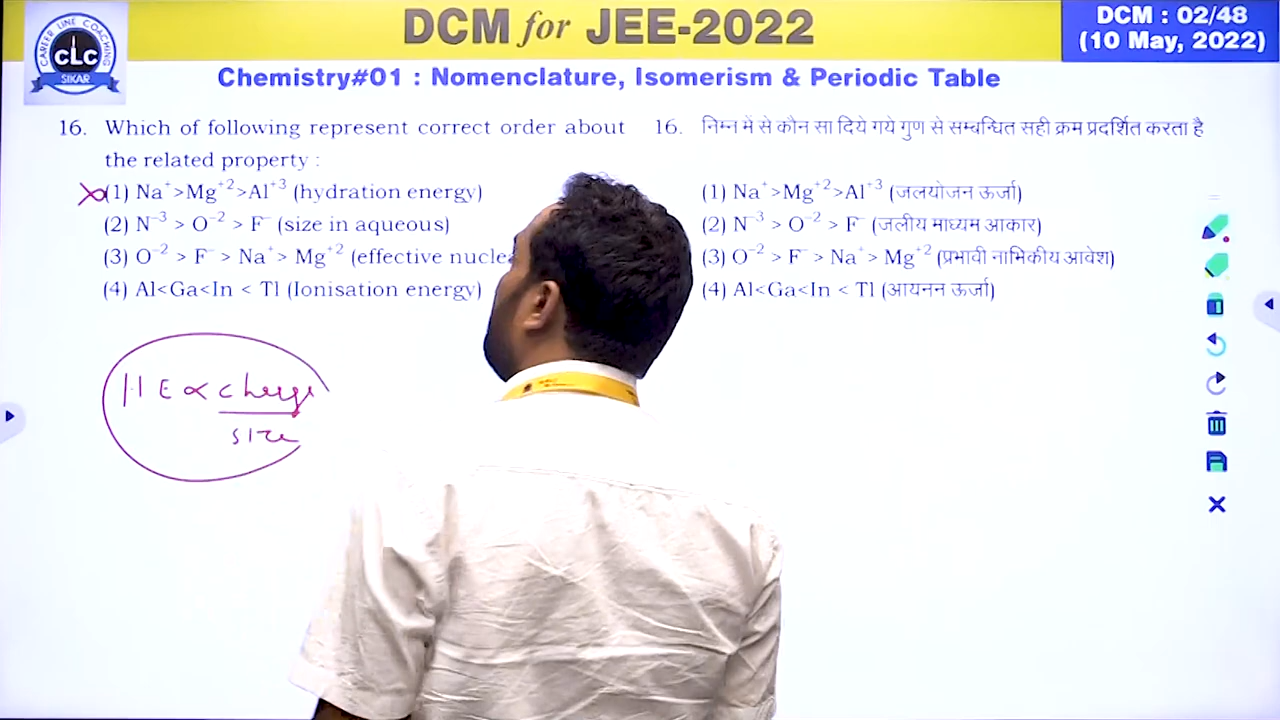 DCM for JEE-2022
DCM : 02/48
(10 May, 2022)
CAREER LINE COACHING
CLC
SIKAR
Chemistry#01 : Nomenclature, Isomerism & Periodic Table
16. Which of following represent correct order about
the related property :
(1) Na⁺>Mg⁺²>Al⁺³ (hydration energy)
(2) N⁻³ > O⁻² > F⁻ (size in aqueous)
(3) O⁻² > F⁻ > Na⁺> Mg⁺² (effective
(4) Al<Ga<In < Tl (Ionisation energy)
16. निम्न में से कौन सा दिये गये गुण से सम्बन्धित सही क्रम प्रदर्शित करता है
(1) Na⁺>Mg⁺²>Al⁺³ (जलयोजन ऊर्जा)
(2) N⁻³ > O⁻² > F⁻ (जलीय माध्यम आकार)
(3) O⁻² > F⁻ > Na⁺> Mg⁺² (प्रभावी नाभिकीय आवेश)
(4) Al<Ga<In < Tl (आयनन ऊर्जा)
H E ∝ charge
size